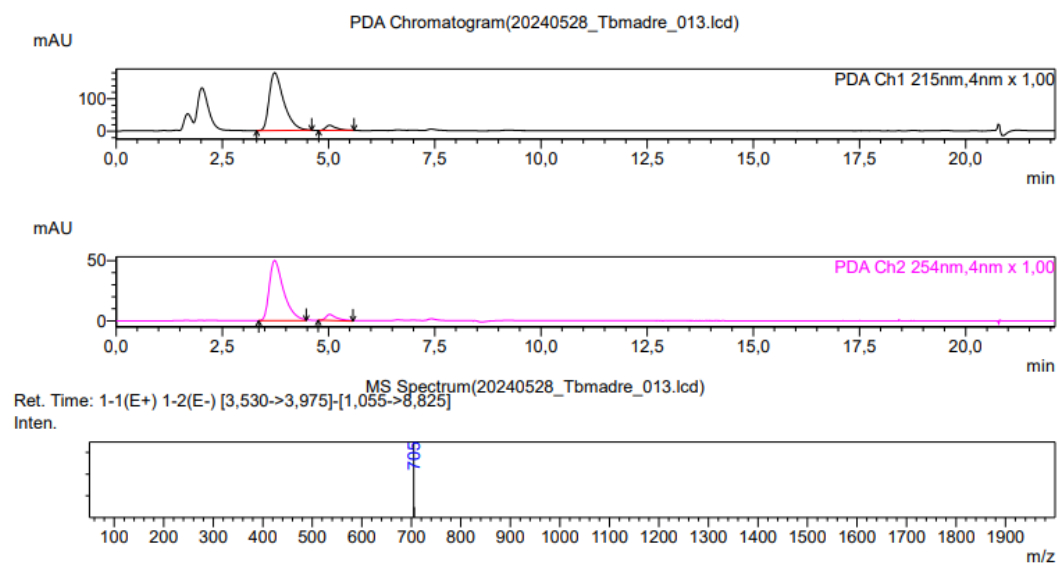 PDA Chromatogram(20240528_Tbmadre_013.lcd)
mAU
PDA Ch1 215nm,4nm x 1,00
100
0
0,0 2,5 5,0 7,5 10,0 12,5 15,0 17,5 20,0
min
mAU
50
PDA Ch2 254nm,4nm x 1,00
0
0,0 2,5 5,0 7,5 10,0 12,5 15,0 17,5 20,0
min
MS Spectrum(20240528_Tbmadre_013.lcd)
Ret. Time: 1-1(E+) 1-2(E-) [3,530->3,975]-[1,055->8,825]
Inten.
705
100 200 300 400 500 600 700 800 900 1000 1100 1200 1300 1400 1500 1600 1700 1800 1900
m/z